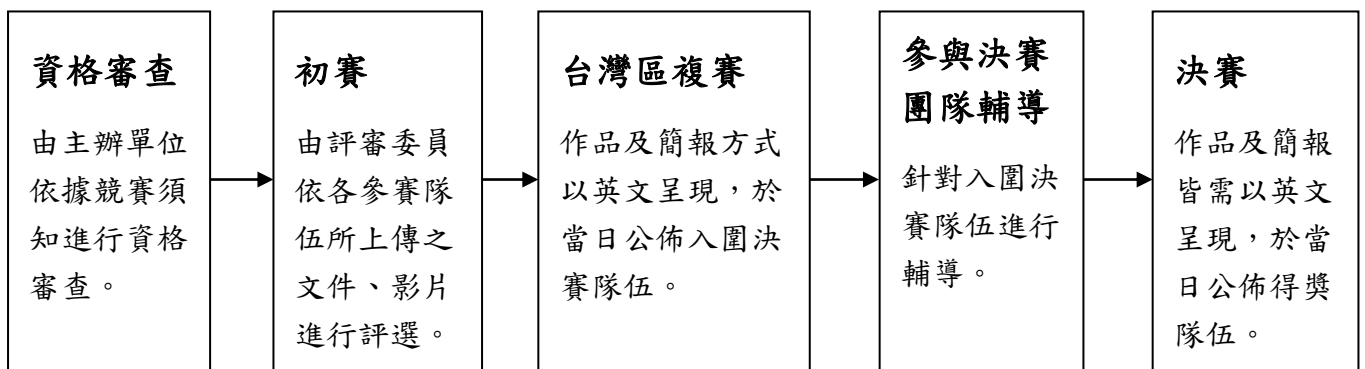 資格審查
由主辦單位
依據競賽須
知進行資格
審查。
初賽
由評審委員
依各參賽隊
伍所上傳之
文件、影片
進行評選。
台灣區複賽
作品及簡報方式
以英文呈現，於
當日公佈入圍決
賽隊伍。
參與決賽
團隊輔導
針對入圍決
賽隊伍進行
輔導。
決賽
作品及簡報
皆需以英文
呈現，於當
日公佈得獎
隊伍。